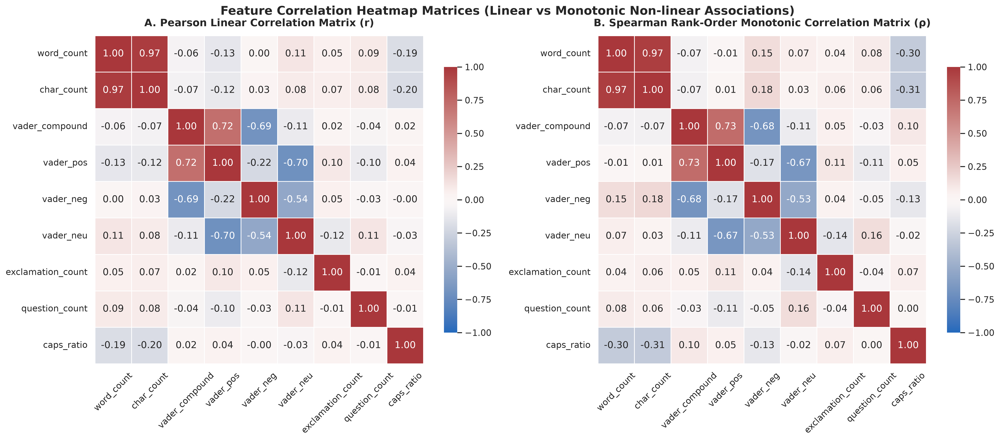 Feature Correlation Heatmap Matrices (Linear vs Monotonic Non-linear Associations)
A. Pearson Linear Correlation Matrix (r)
word_count 1.00 0.97 -0.06 -0.13 0.00 0.11 0.05 0.09 -0.19
char_count 0.97 1.00 -0.07 -0.12 0.03 0.08 0.07 0.08 -0.20
vader_compound -0.06 -0.07 1.00 0.72 -0.69 -0.11 0.02 -0.04 0.02
vader_pos -0.13 -0.12 0.72 1.00 -0.22 -0.70 0.10 -0.10 0.04
vader_neg 0.00 0.03 -0.69 -0.22 1.00 -0.54 0.05 -0.03 -0.00
vader_neu 0.11 0.08 -0.11 -0.70 -0.54 1.00 -0.12 0.11 -0.03
exclamation_count 0.05 0.07 0.02 0.10 0.05 -0.12 1.00 -0.01 0.04
question_count 0.09 0.08 -0.04 -0.10 -0.03 0.11 -0.01 1.00 -0.01
caps_ratio -0.19 -0.20 0.02 0.04 -0.00 -0.03 0.04 -0.01 1.00
word_count char_count vader_compound vader_pos vader_neg vader_neu exclamation_count question_count caps_ratio
1.00
0.75
0.50
0.25
0.00
−0.25
−0.50
−0.75
−1.00
B. Spearman Rank-Order Monotonic Correlation Matrix (ρ)
word_count 1.00 0.97 -0.07 -0.01 0.15 0.07 0.04 0.08 -0.30
char_count 0.97 1.00 -0.07 0.01 0.18 0.03 0.06 0.06 -0.31
vader_compound -0.07 -0.07 1.00 0.73 -0.68 -0.11 0.05 -0.03 0.10
vader_pos -0.01 0.01 0.73 1.00 -0.17 -0.67 0.11 -0.11 0.05
vader_neg 0.15 0.18 -0.68 -0.17 1.00 -0.53 0.04 -0.05 -0.13
vader_neu 0.07 0.03 -0.11 -0.67 -0.53 1.00 -0.14 0.16 -0.02
exclamation_count 0.04 0.06 0.05 0.11 0.04 -0.14 1.00 -0.04 0.07
question_count 0.08 0.06 -0.03 -0.11 -0.05 0.16 -0.04 1.00 0.00
caps_ratio -0.30 -0.31 0.10 0.05 -0.13 -0.02 0.07 0.00 1.00
word_count char_count vader_compound vader_pos vader_neg vader_neu exclamation_count question_count caps_ratio
1.00
0.75
0.50
0.25
0.00
−0.25
−0.50
−0.75
−1.00